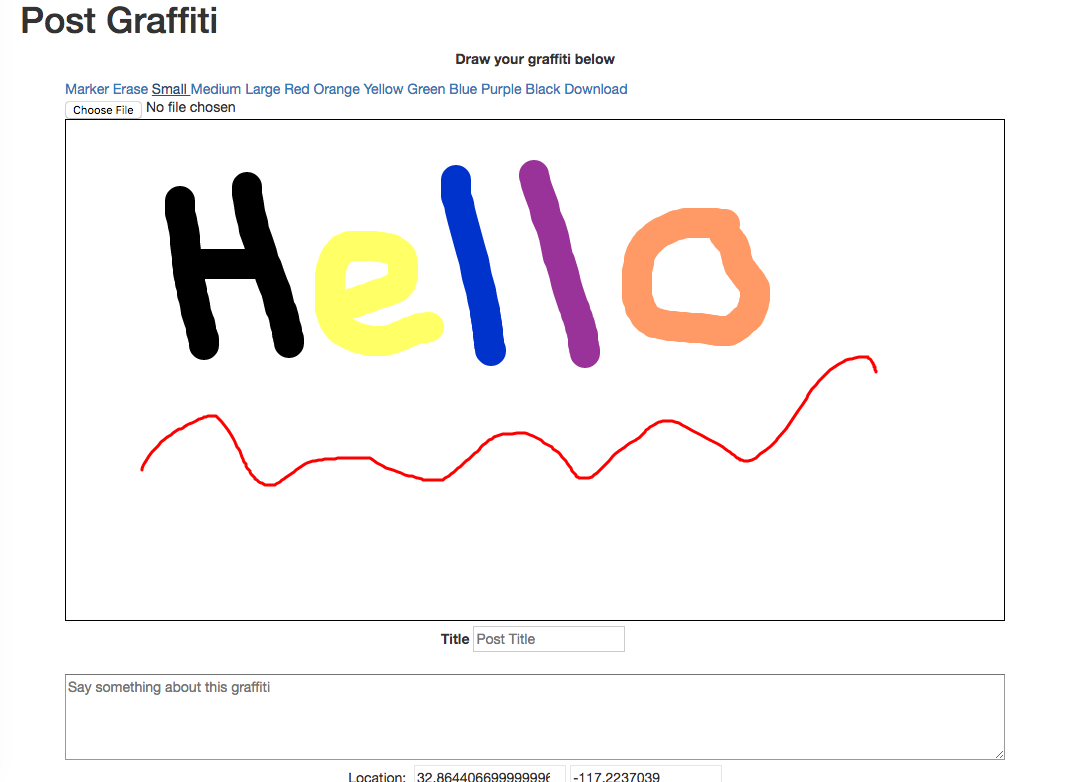 Post Graffiti
Draw your graffiti below
Marker Erase Small Medium Large Red Orange Yellow Green Blue Purple Black Download
Choose File No file chosen
Hello
Title Post Title
Say something about this graffiti
Location: 32.86440669999999 -117.2237039